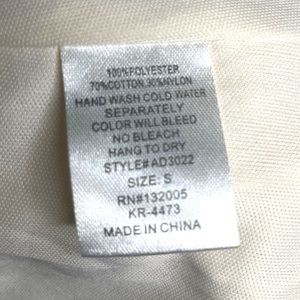 100%POLYESTER
70%COTTON 30%NYLON
HAND WASH COLD WATER
SEPARATELY
COLOR WILL BLEED
NO BLEACH
HANG TO DRY
STYLE#AD3022
SIZE: S
RN#132005
KR-4473
MADE IN CHINA